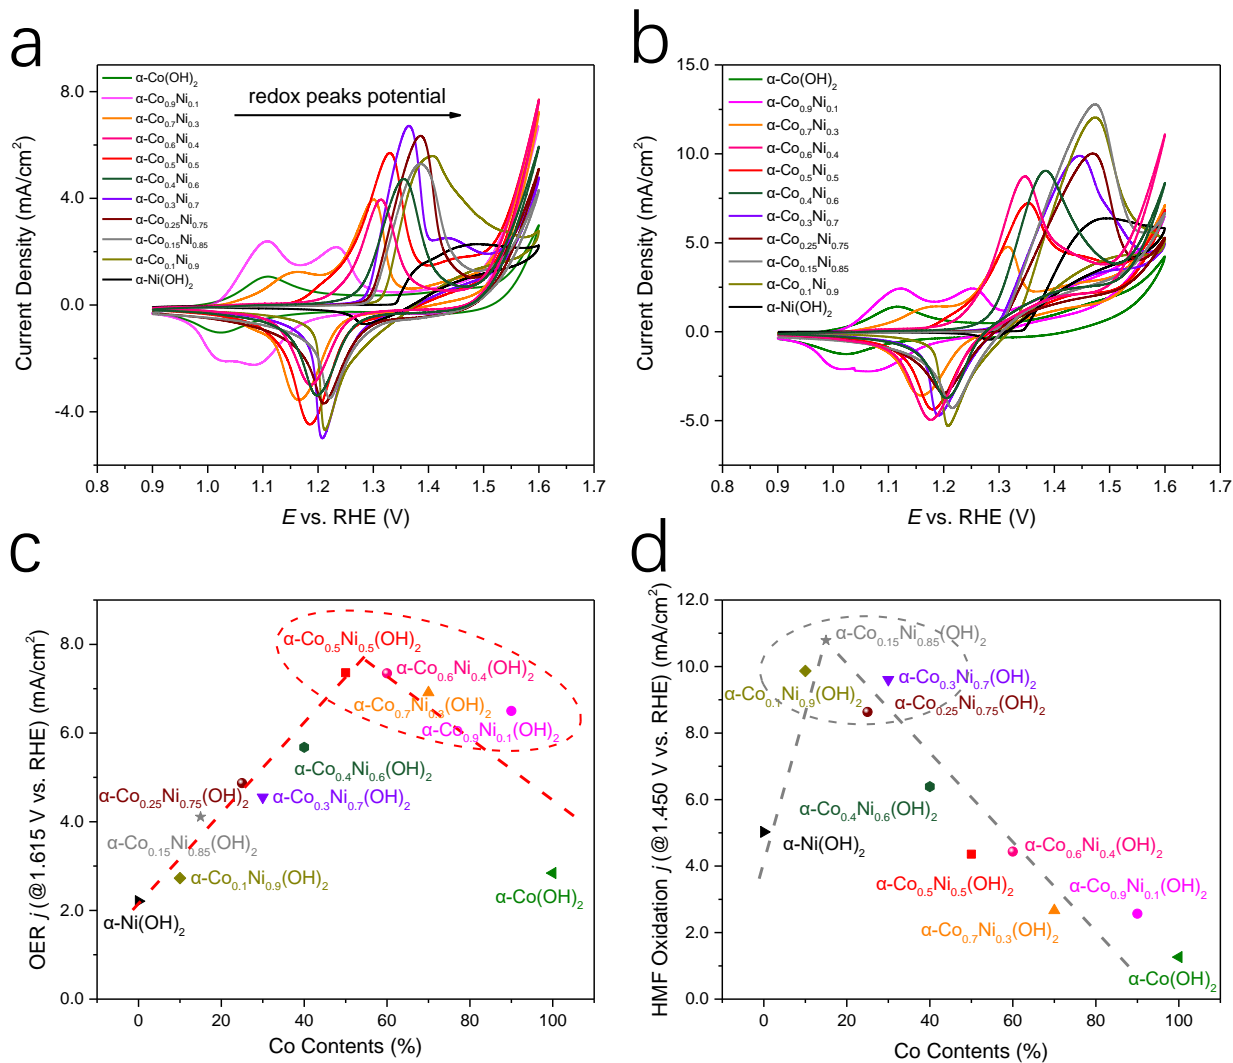 a
8.0
4.0
0.0
-4.0
Current Density (mA/cm²)
α-Co(OH)₂
α-Co₀.₉Ni₀.₁
α-Co₀.₇Ni₀.₃
α-Co₀.₆Ni₀.₄
α-Co₀.₅Ni₀.₅
α-Co₀.₄Ni₀.₆
α-Co₀.₃Ni₀.₇
α-Co₀.₂₅Ni₀.₇₅
α-Co₀.₁₅Ni₀.₈₅
α-Co₀.₁Ni₀.₉
α-Ni(OH)₂
redox peaks potential
0.8 0.9 1.0 1.1 1.2 1.3 1.4 1.5 1.6 1.7
E vs. RHE (V)
b
15.0
10.0
5.0
0.0
-5.0
Current Density (mA/cm²)
α-Co(OH)₂
α-Co₀.₉Ni₀.₁
α-Co₀.₇Ni₀.₃
α-Co₀.₆Ni₀.₄
α-Co₀.₅Ni₀.₅
α-Co₀.₄Ni₀.₆
α-Co₀.₃Ni₀.₇
α-Co₀.₂₅Ni₀.₇₅
α-Co₀.₁₅Ni₀.₈₅
α-Co₀.₁Ni₀.₉
α-Ni(OH)₂
0.8 0.9 1.0 1.1 1.2 1.3 1.4 1.5 1.6 1.7
E vs. RHE (V)
c
8.0
6.0
4.0
2.0
0.0
OER j (@1.615 V vs. RHE) (mA/cm²)
α-Co₀.₅Ni₀.₅(OH)₂
α-Co₀.₆Ni₀.₄(OH)₂
α-Co₀.₇Ni₀.₃(OH)₂
α-Co₀.₉Ni₀.₁(OH)₂
α-Co₀.₄Ni₀.₆(OH)₂
α-Co₀.₂₅Ni₀.₇₅(OH)₂
α-Co₀.₃Ni₀.₇(OH)₂
α-Co₀.₁₅Ni₀.₈₅(OH)₂
α-Co₀.₁Ni₀.₉(OH)₂
α-Co(OH)₂
α-Ni(OH)₂
0 20 40 60 80 100
Co Contents (%)
d
12.0
10.0
8.0
6.0
4.0
2.0
0.0
HMF Oxidation j (@1.450 V vs. RHE) (mA/cm²)
α-Co₀.₁₅Ni₀.₈₅(OH)₂
α-Co₀.₃Ni₀.₇(OH)₂
α-Co₀.₁Ni₀.₉(OH)₂
α-Co₀.₂₅Ni₀.₇₅(OH)₂
α-Co₀.₄Ni₀.₆(OH)₂
α-Ni(OH)₂
α-Co₀.₆Ni₀.₄(OH)₂
α-Co₀.₅Ni₀.₅(OH)₂
α-Co₀.₉Ni₀.₁(OH)₂
α-Co₀.₇Ni₀.₃(OH)₂
α-Co(OH)₂
0 20 40 60 80 100
Co Contents (%)